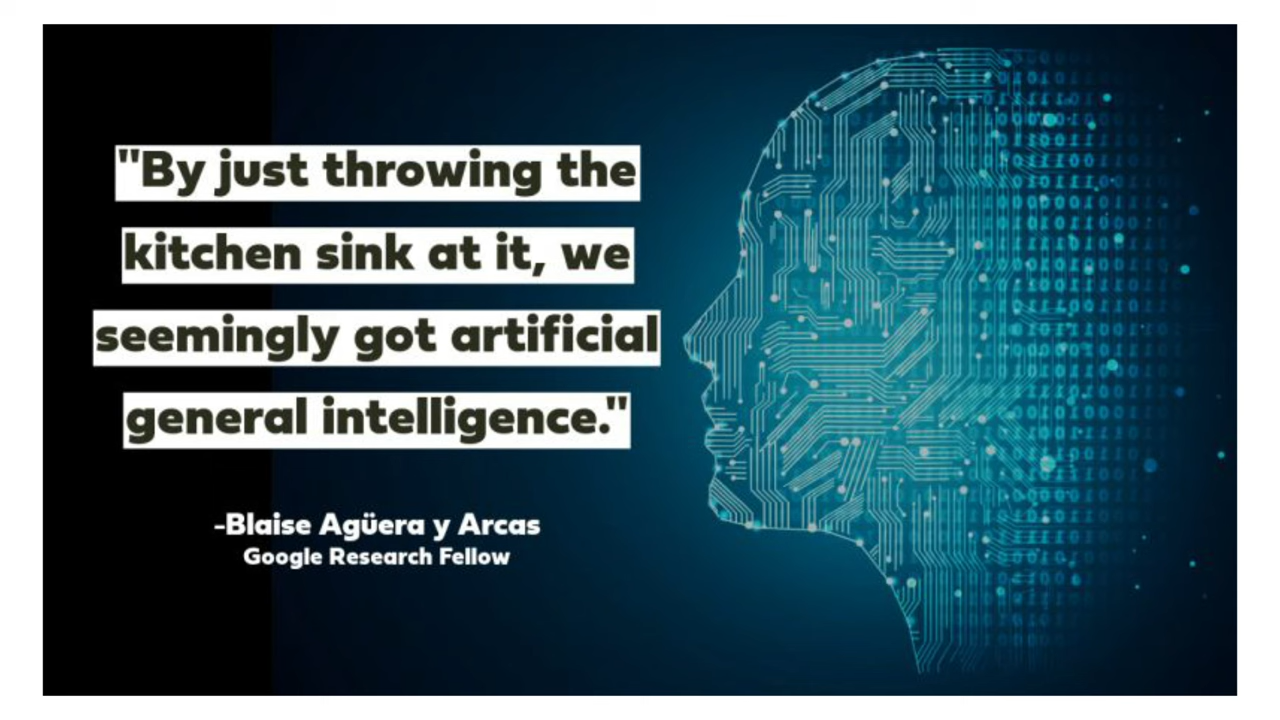 "By just throwing the
kitchen sink at it, we
seemingly got artificial
general intelligence."
-Blaise Agüera y Arcas
Google Research Fellow